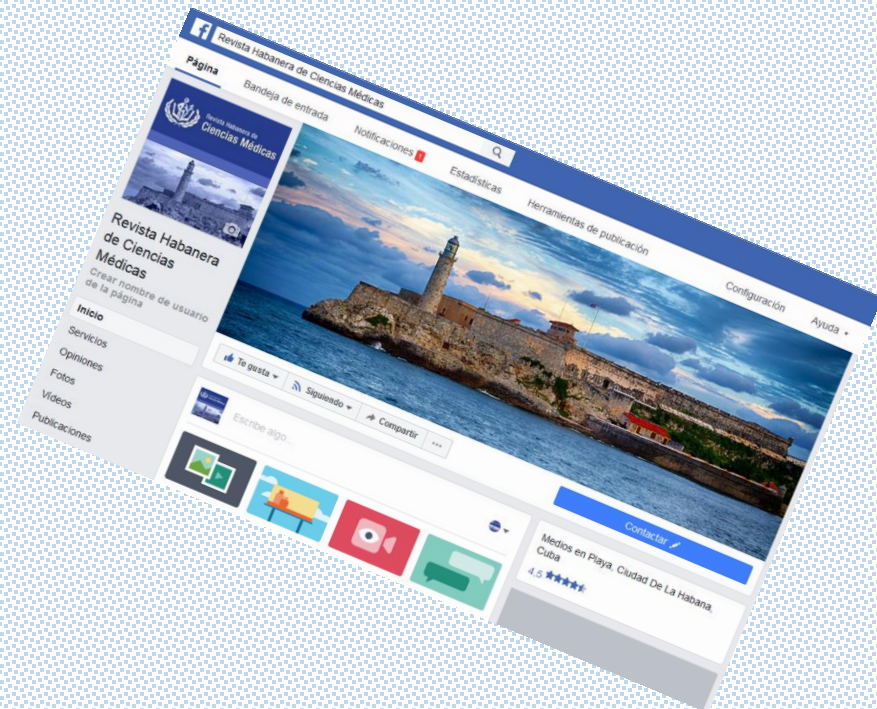 Revista Habanera de Ciencias Médicas
Página
Bandeja de entrada
Notificaciones 1
Estadísticas
Herramientas de publicación
Configuración
Ayuda
Revista Habanera de
Ciencias Médicas
Revista Habanera
de Ciencias
Médicas
Crear nombre de usuario
de la página
Inicio
Servicios
Opiniones
Fotos
Vídeos
Publicaciones
Te gusta
Siguiendo
Compartir
Escribe algo...
Contactar
Medios en Playa, Ciudad De La Habana,
Cuba
4,5